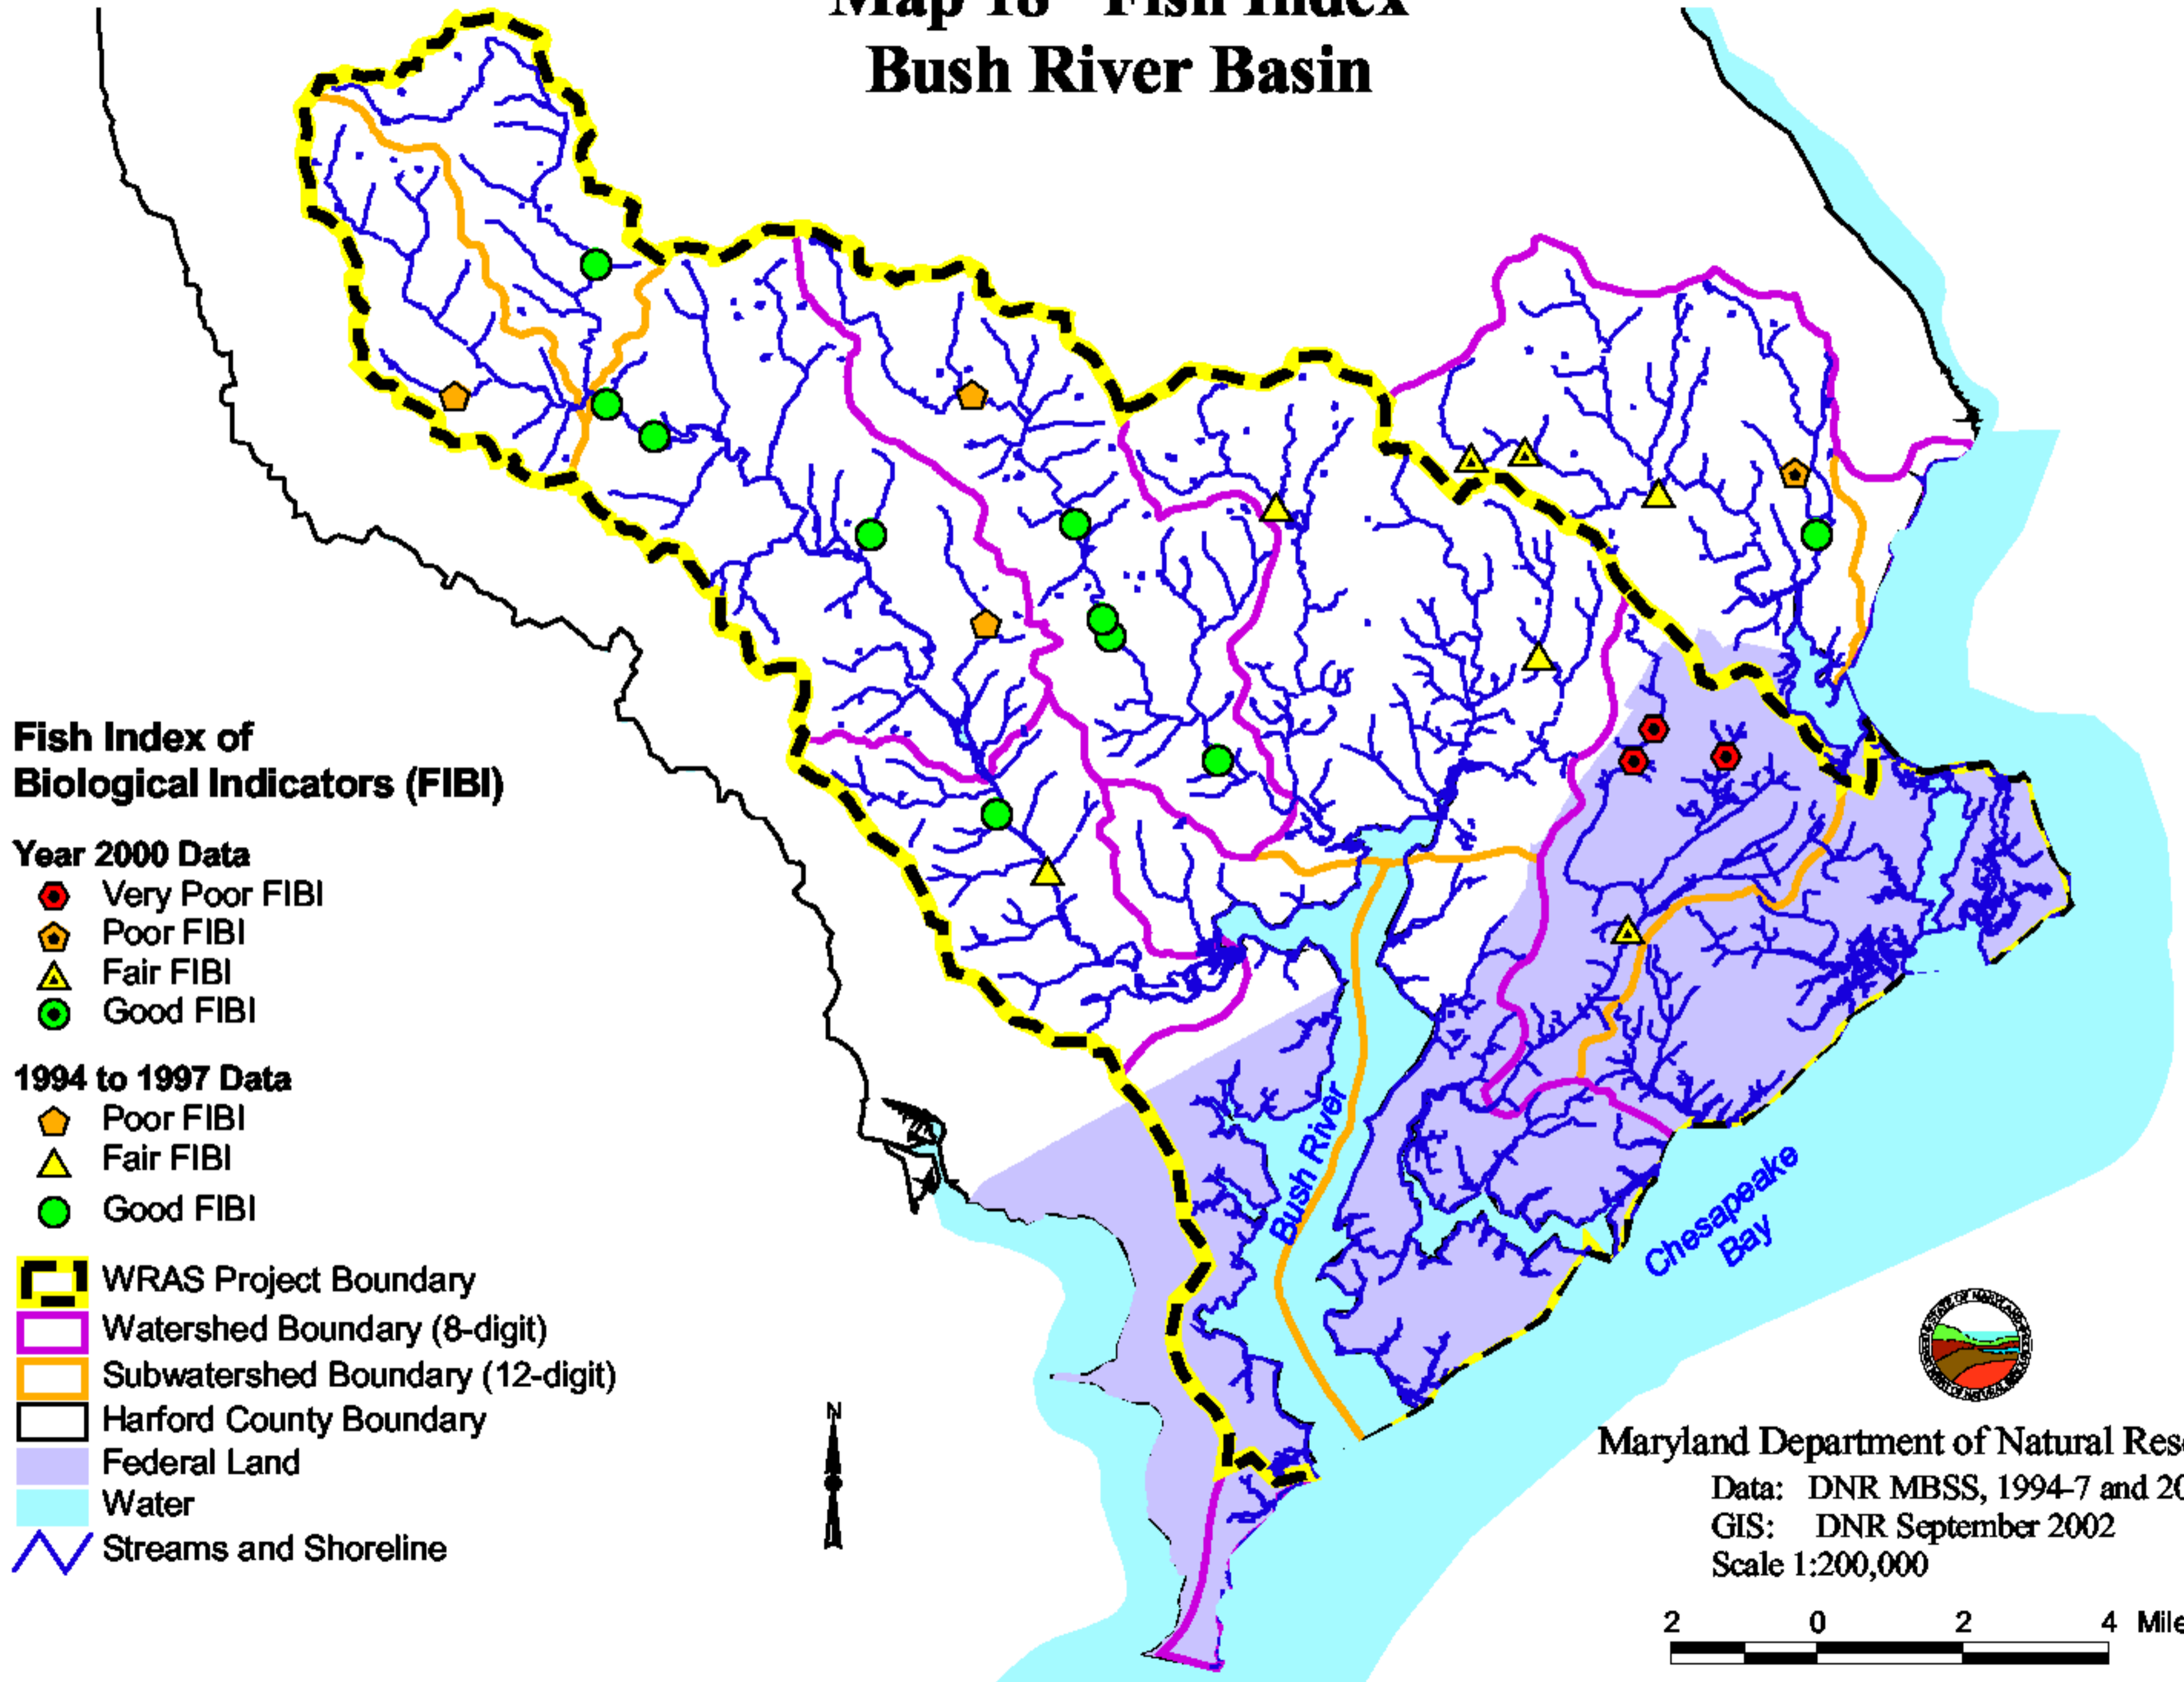 Map 18 Fish Index
Bush River Basin
Fish Index of
Biological Indicators (FIBI)
Year 2000 Data
Very Poor FIBI
Poor FIBI
Fair FIBI
Good FIBI
1994 to 1997 Data
Poor FIBI
Fair FIBI
Good FIBI
WRAS Project Boundary
Watershed Boundary (8-digit)
Subwatershed Boundary (12-digit)
Harford County Boundary
Federal Land
Water
Streams and Shoreline
N
Bush River
Chesapeake
Bay
Maryland Department of Natural
Data: DNR MBSS, 1994-7 and
GIS: DNR September 2002
Scale 1:200,000
2 0 2 4